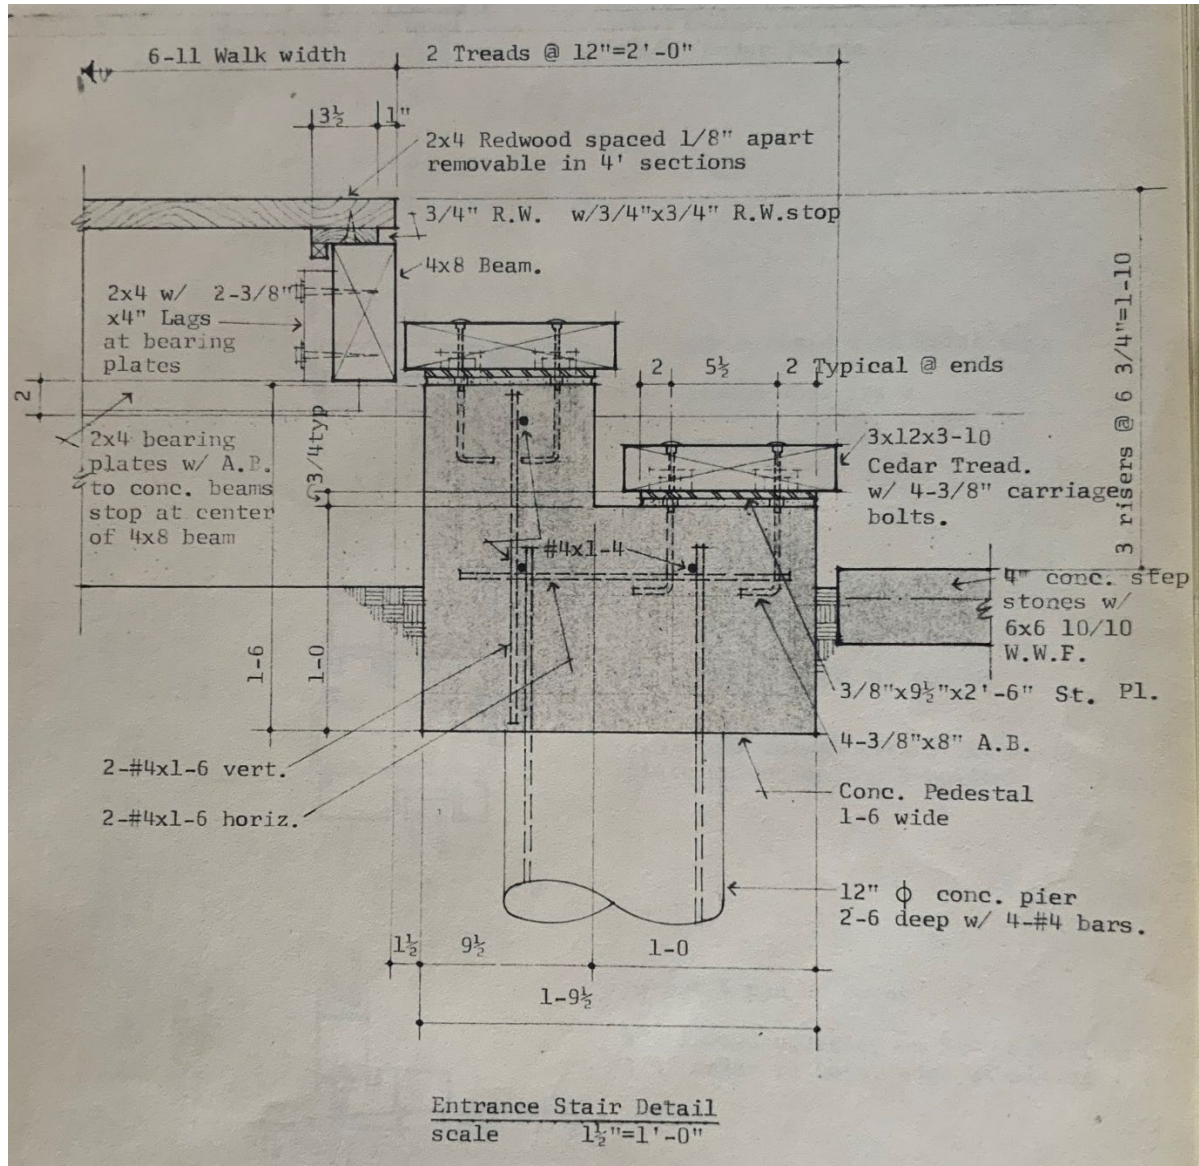 6-11 Walk width
2 Treads @ 12"=2'-0"
3½
1"
2x4 Redwood spaced 1/8" apart
removable in 4' sections
3/4" R.W. w/3/4"x3/4" R.W.stop
4x8 Beam.
2x4 w/ 2-3/8"
x4" Lags
at bearing
plates
2
5½
2 Typical @ ends
3 risers @ 6 3/4"=1-10
2
3/4typ
2x4 bearing
plates w/ A.B.
to conc. beams
stop at center
of 4x8 beam
3x12x3-10
Cedar Tread.
w/ 4-3/8" carriage
bolts.
#4x1-4
4" conc. step
stones w/
6x6 10/10
W.W.F.
1-6
1-0
3/8"x9½"x2'-6" St. Pl.
4-3/8"x8" A.B.
2-#4x1-6 vert.
2-#4x1-6 horiz.
Conc. Pedestal
1-6 wide
12" ϕ conc. pier
2-6 deep w/ 4-#4 bars.
1½
9½
1-0
1-9½
Entrance Stair Detail
scale 1½"=1'-0"